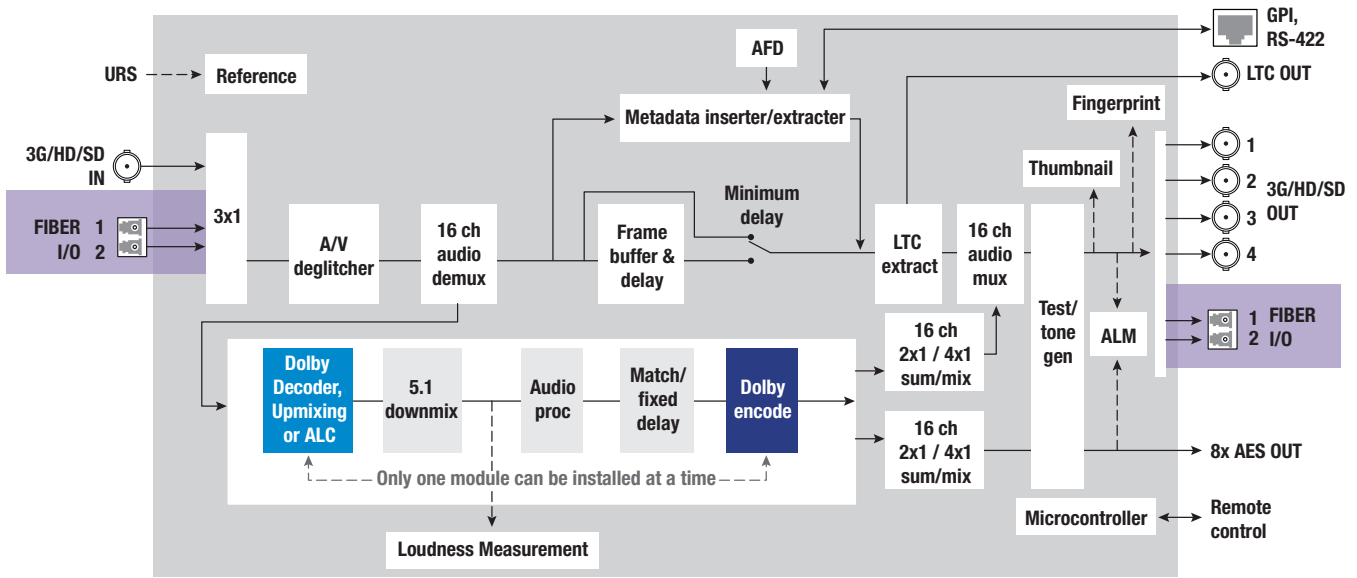 GPI,
RS-422
AFD
URS
Reference
LTC OUT
Fingerprint
Metadata inserter/extracter
3G/HD/SD
IN
1
2
3G/HD/SD
OUT
3
4
Thumbnail
Minimum
delay
FIBER 1
I/O 2
3x1
A/V
deglitcher
16 ch
audio
demux
Frame
buffer &
delay
LTC
extract
16 ch
audio
mux
Test/
tone
gen
ALM
1 FIBER
2 I/O
16 ch
2x1 / 4x1
sum/mix
Dolby
Decoder,
Upmixing
or ALC
5.1
downmix
Audio
proc
Match/
fixed
delay
Dolby
encode
16 ch
2x1 / 4x1
sum/mix
8x AES OUT
Only one module can be installed at a time
Microcontroller
Remote
control
Loudness Measurement